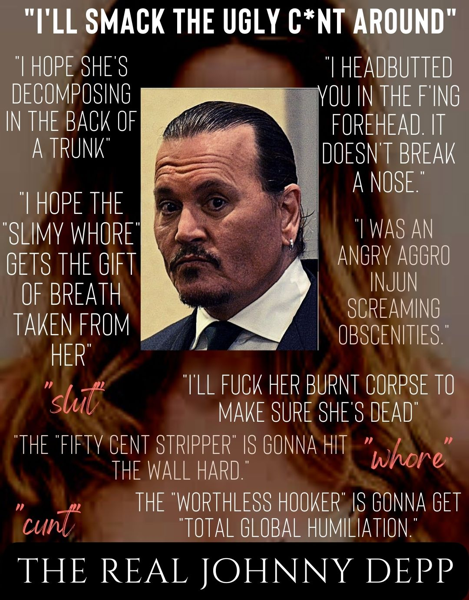 "I'LL SMACK THE UGLY C*NT AROUND"
"I HOPE SHE'S
DECOMPOSING
IN THE BACK OF
A TRUNK"
"I HEADBUTTED
YOU IN THE F'ING
FOREHEAD. IT
DOESN'T BREAK
A NOSE."
"I HOPE THE
"SLIMY WHORE"
GETS THE GIFT
OF BREATH
TAKEN FROM
HER"
"I WAS AN
ANGRY AGGRO
INJUN
SCREAMING
OBSCENITIES."
"slut"
"I'LL FUCK HER BURNT CORPSE TO
MAKE SURE SHE'S DEAD"
"THE "FIFTY CENT STRIPPER" IS GONNA HIT
THE WALL HARD."
"whore"
THE "WORTHLESS HOOKER" IS GONNA GET
"TOTAL GLOBAL HUMILIATION."
"cunt"
THE REAL JOHNNY DEPP